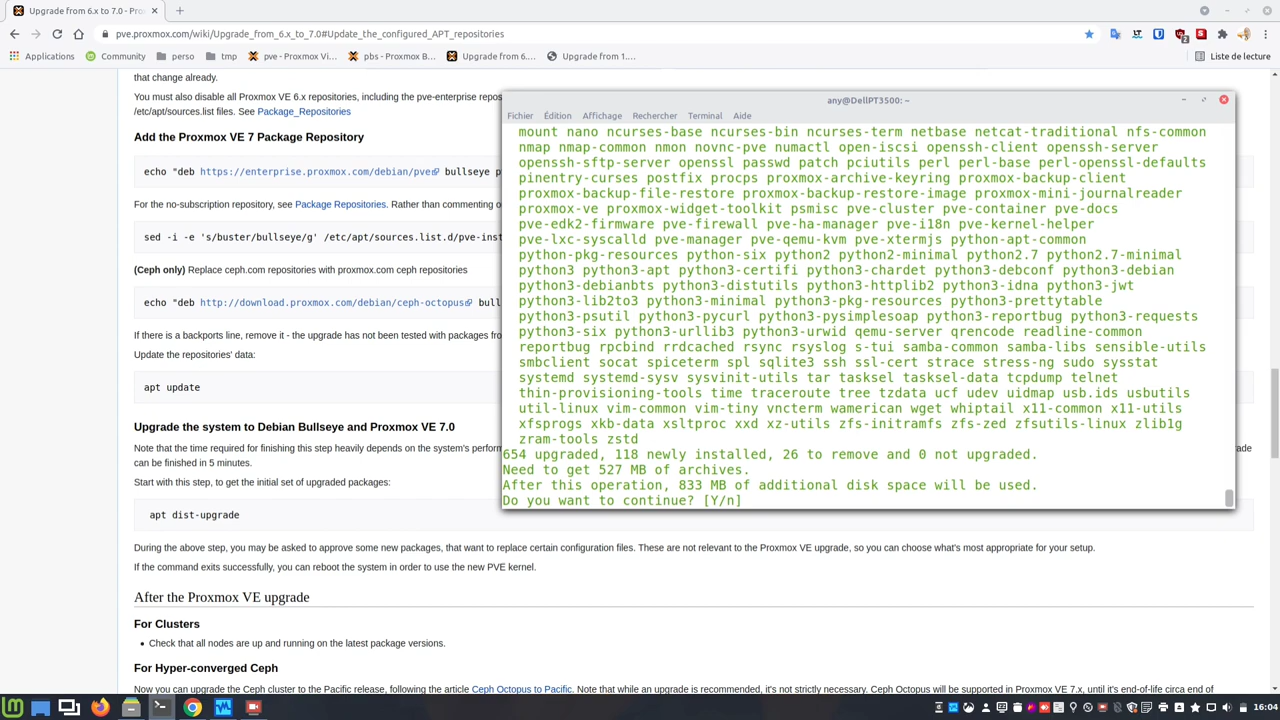 Upgrade from 6.x to 7.0 - Pro
pve.proxmox.com/wiki/Upgrade_from_6.x_to_7.0#Update_the_configured_APT_repositories
Applications
Community
perso
tmp
pve - Proxmox Vi...
pbs - Proxmox B...
Upgrade from 6....
Upgrade from 1....
Liste de lecture
that change already.
You must also disable all Proxmox VE 6.x repositories, including the pve-enterprise repos
/etc/apt/sources.list files. See Package_Repositories
Add the Proxmox VE 7 Package Repository
echo "deb https://enterprise.proxmox.com/debian/pve bullseye p
For the no-subscription repository, see Package Repositories. Rather than commenting o
sed -i -e 's/buster/bullseye/g' /etc/apt/sources.list.d/pve-inst
(Ceph only) Replace ceph.com repositories with proxmox.com ceph repositories
echo "deb http://download.proxmox.com/debian/ceph-octopus bull
If there is a backports line, remove it - the upgrade has not been tested with packages fro
Update the repositories' data:
apt update
Upgrade the system to Debian Bullseye and Proxmox VE 7.0
Note that the time required for finishing this step heavily depends on the system's perform
grade
can be finished in 5 minutes.
Start with this step, to get the initial set of upgraded packages:
apt dist-upgrade
During the above step, you may be asked to approve some new packages, that want to replace certain configuration files. These are not relevant to the Proxmox VE upgrade, so you can choose what's most appropriate for your setup.
If the command exits successfully, you can reboot the system in order to use the new PVE kernel.
After the Proxmox VE upgrade
For Clusters
• Check that all nodes are up and running on the latest package versions.
For Hyper-converged Ceph
Now you can upgrade the Ceph cluster to the Pacific release, following the article Ceph Octopus to Pacific. Note that while an upgrade is recommended, it's not strictly necessary. Ceph Octopus will be supported in Proxmox VE 7.x, until it's end-of-life circa end of
any@DellPT3500: ~
Fichier Édition Affichage Rechercher Terminal Aide
mount nano ncurses-base ncurses-bin ncurses-term netbase netcat-traditional nfs-common
nmap nmap-common nmon novnc-pve numactl open-iscsi openssh-client openssh-server
openssh-sftp-server openssl passwd patch pciutils perl perl-base perl-openssl-defaults
pinentry-curses postfix procps proxmox-archive-keyring proxmox-backup-client
proxmox-backup-file-restore proxmox-backup-restore-image proxmox-mini-journalreader
proxmox-ve proxmox-widget-toolkit psmisc pve-cluster pve-container pve-docs
pve-edk2-firmware pve-firewall pve-ha-manager pve-i18n pve-kernel-helper
pve-lxc-syscalld pve-manager pve-qemu-kvm pve-xtermjs python-apt-common
python-pkg-resources python-six python2 python2-minimal python2.7 python2.7-minimal
python3 python3-apt python3-certifi python3-chardet python3-debconf python3-debian
python3-debianbts python3-distutils python3-httplib2 python3-idna python3-jwt
python3-lib2to3 python3-minimal python3-pkg-resources python3-prettytable
python3-psutil python3-pycurl python3-pysimplesoap python3-reportbug python3-requests
python3-six python3-urllib3 python3-urwid qemu-server qrencode readline-common
reportbug rpcbind rrdcached rsync rsyslog s-tui samba-common samba-libs sensible-utils
smbclient socat spiceterm spl sqlite3 ssh ssl-cert strace stress-ng sudo sysstat
systemd systemd-sysv sysvinit-utils tar tasksel tasksel-data tcpdump telnet
thin-provisioning-tools time traceroute tree tzdata ucf udev uidmap usb.ids usbutils
util-linux vim-common vim-tiny vncterm wamerican wget whiptail x11-common x11-utils
xfsprogs xkb-data xsltproc xxd xz-utils zfs-initramfs zfs-zed zfsutils-linux zlib1g
zram-tools zstd
654 upgraded, 118 newly installed, 26 to remove and 0 not upgraded.
Need to get 527 MB of archives.
After this operation, 833 MB of additional disk space will be used.
Do you want to continue? [Y/n]
16:04